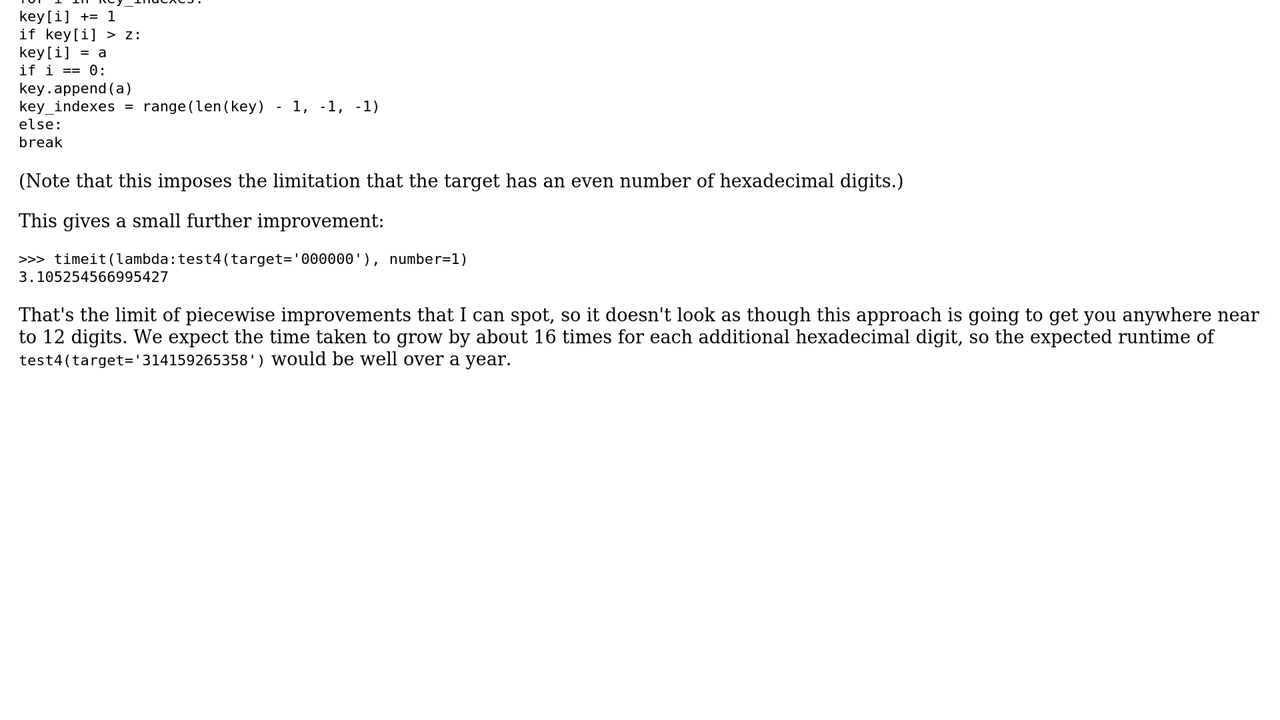 for i in key_indexes:
key[i] += 1
if key[i] > z:
key[i] = a
if i == 0:
key.append(a)
key_indexes = range(len(key) - 1, -1, -1)
else:
break
(Note that this imposes the limitation that the target has an even number of hexadecimal digits.)
This gives a small further improvement:
>>> timeit(lambda:test4(target='000000'), number=1)
3.105254566995427
That's the limit of piecewise improvements that I can spot, so it doesn't look as though this approach is going to get you anywhere near
to 12 digits. We expect the time taken to grow by about 16 times for each additional hexadecimal digit, so the expected runtime of
test4(target='314159265358') would be well over a year.